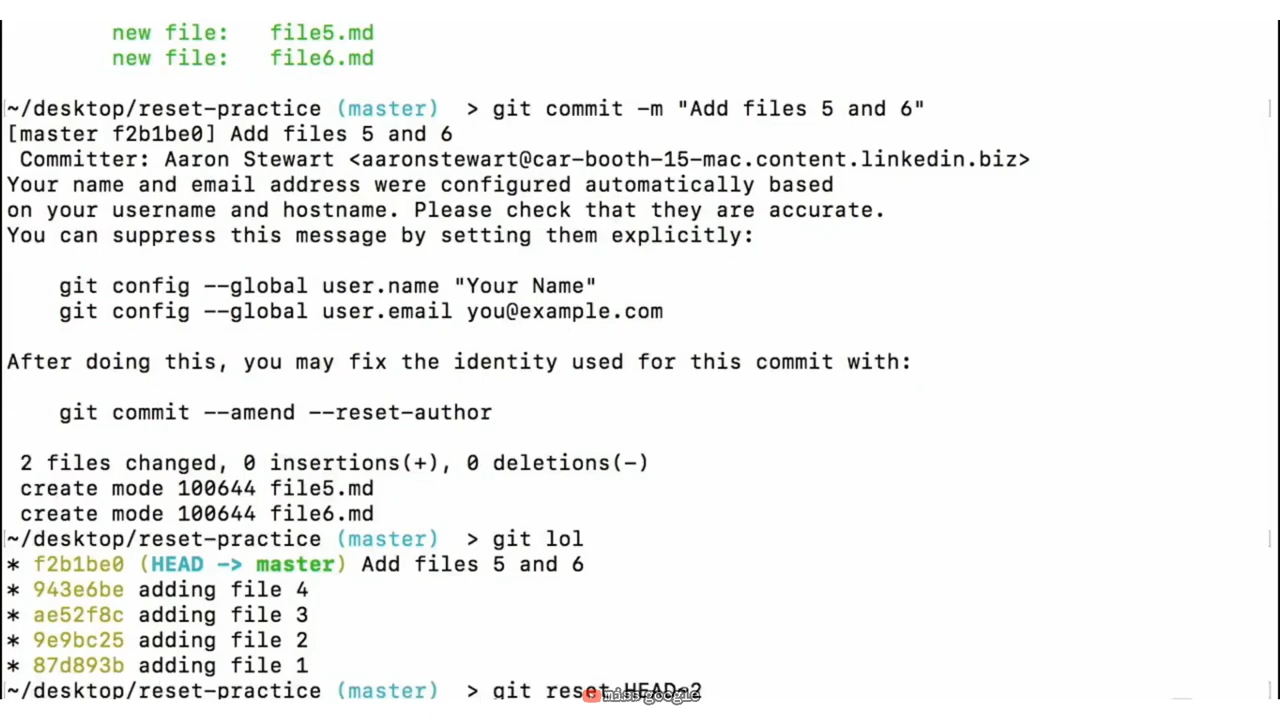 new file:   file5.md
new file:   file6.md
~/desktop/reset-practice (master)  > git commit -m "Add files 5 and 6"
[master f2b1be0] Add files 5 and 6
Committer: Aaron Stewart <aaronstewart@car-booth-15-mac.content.linkedin.biz>
Your name and email address were configured automatically based
on your username and hostname. Please check that they are accurate.
You can suppress this message by setting them explicitly:
git config --global user.name "Your Name"
git config --global user.email you@example.com
After doing this, you may fix the identity used for this commit with:
git commit --amend --reset-author
2 files changed, 0 insertions(+), 0 deletions(-)
create mode 100644 file5.md
create mode 100644 file6.md
~/desktop/reset-practice (master)  > git lol
* f2b1be0 (HEAD -> master) Add files 5 and 6
* 943e6be adding file 4
* ae52f8c adding file 3
* 9e9bc25 adding file 2
* 87d893b adding file 1
~/desktop/reset-practice (master)  > git reset HEAD~2
miss google